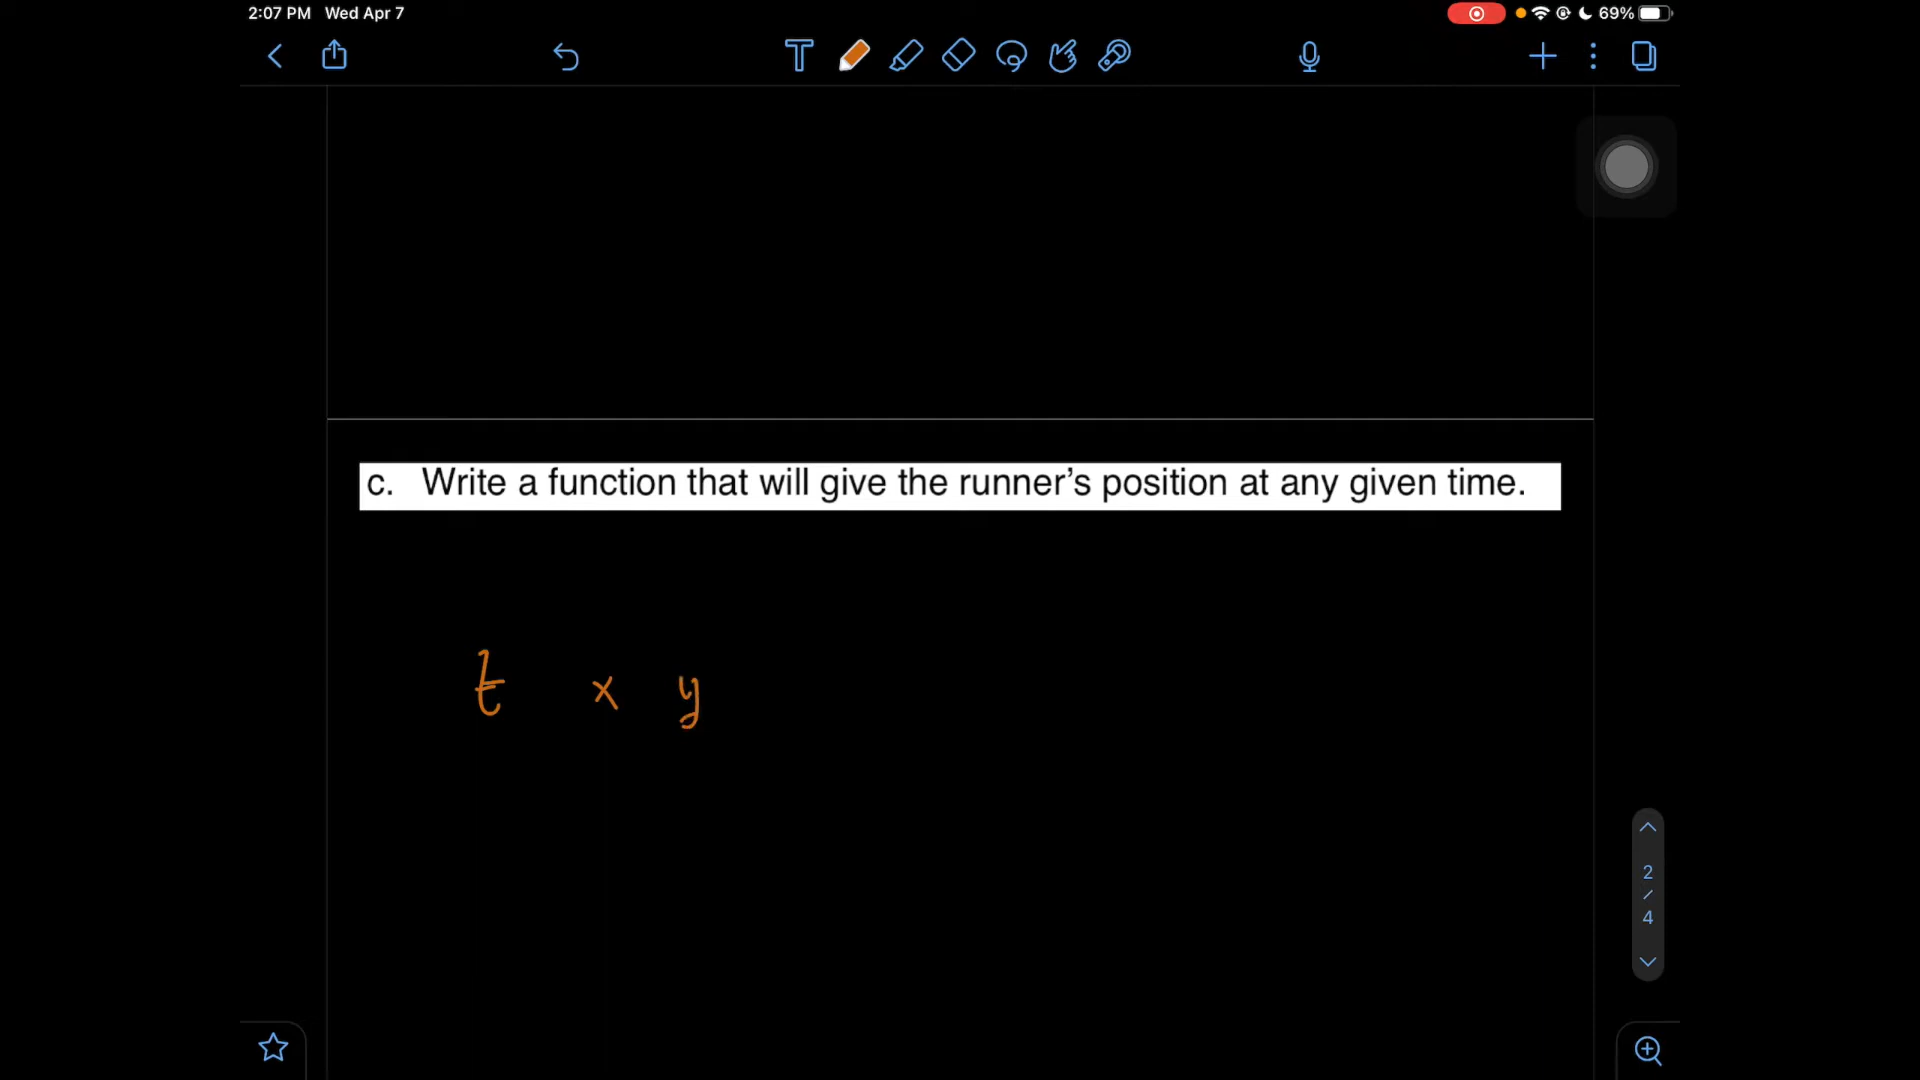 2:07 PM Wed Apr 7 69%
T
c. Write a function that will give the runner's position at any given time.
t x y
2
/
4